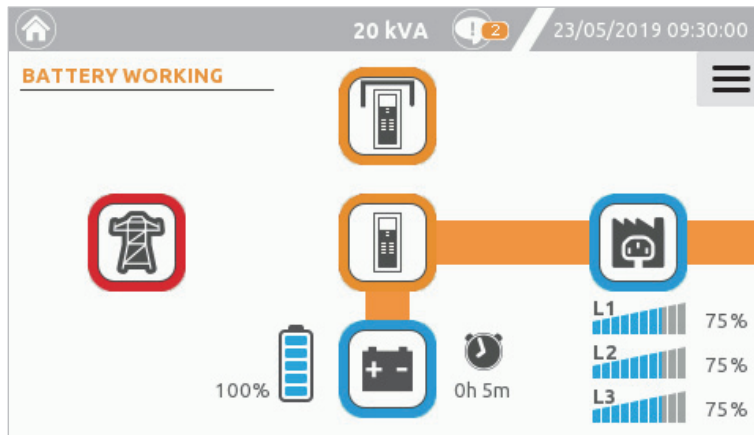 20 kVA 2 23/05/2019 09:30:00
BATTERY WORKING
L1 75%
L2 75%
100% 0h 5m
L3 75%